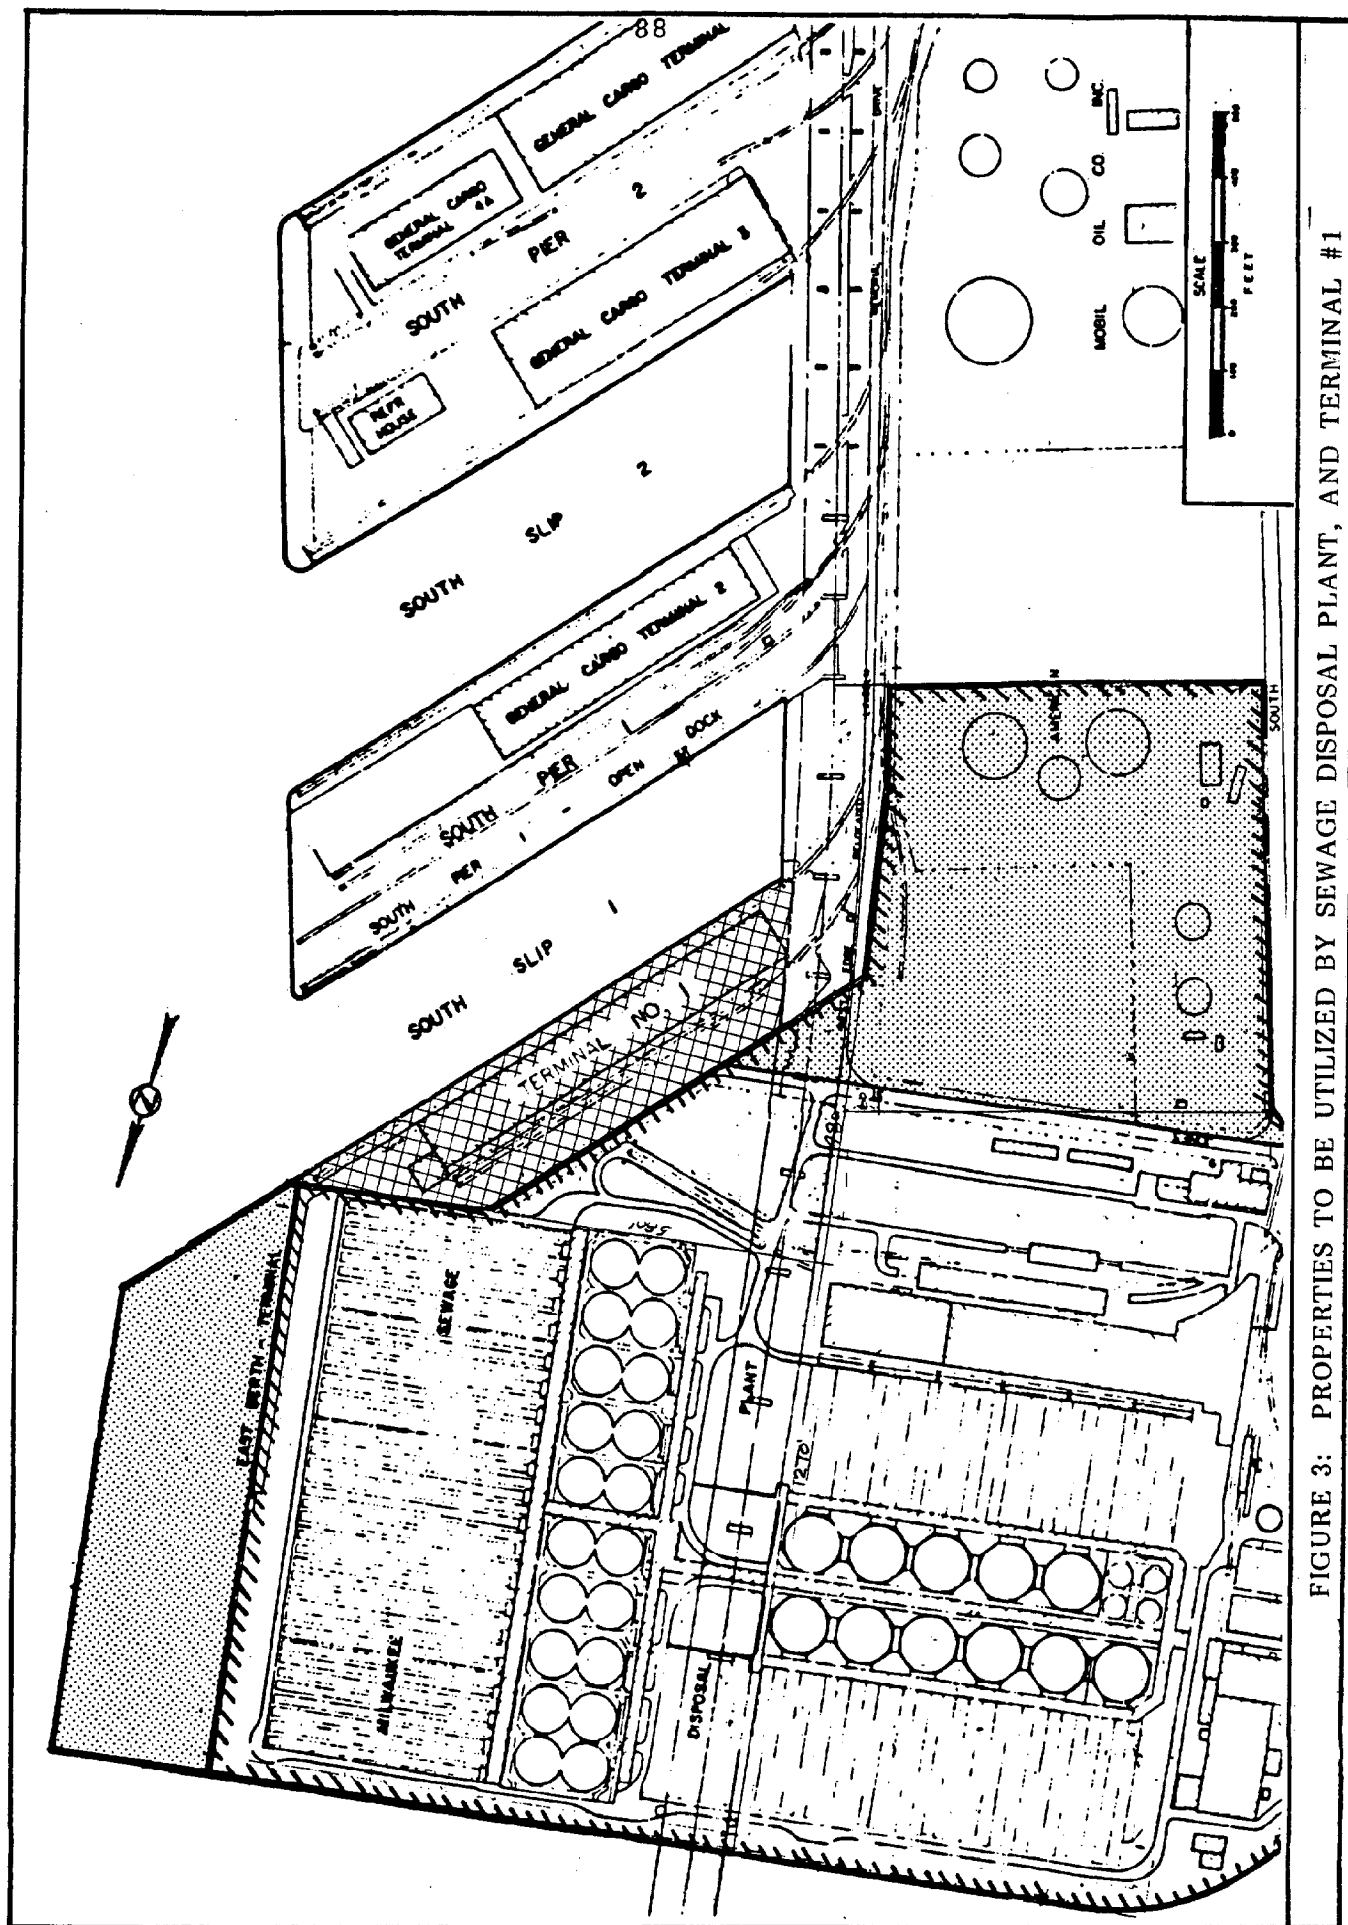 88
GENERAL CARGO TERMINAL
GENERAL CARGO
TERMINAL 4A
SOUTH PIER 2
GENERAL CARGO TERMINAL 3
SOUTH SLIP 2
GENERAL CARGO TERMINAL 2
SOUTH PIER
SOUTH PIER 1 - OPEN DOCK
SOUTH SLIP 1
TERMINAL NO. 1
EAST BERTH - TERMINAL
MILWAUKEE SEWAGE
DISPOSAL PLANT
1270'
DRIVE
MOBIL OIL CO. INC.
SCALE
0
FEET
SOUTH
FIGURE 3: PROPERTIES TO BE UTILIZED BY SEWAGE DISPOSAL PLANT, AND TERMINAL #1